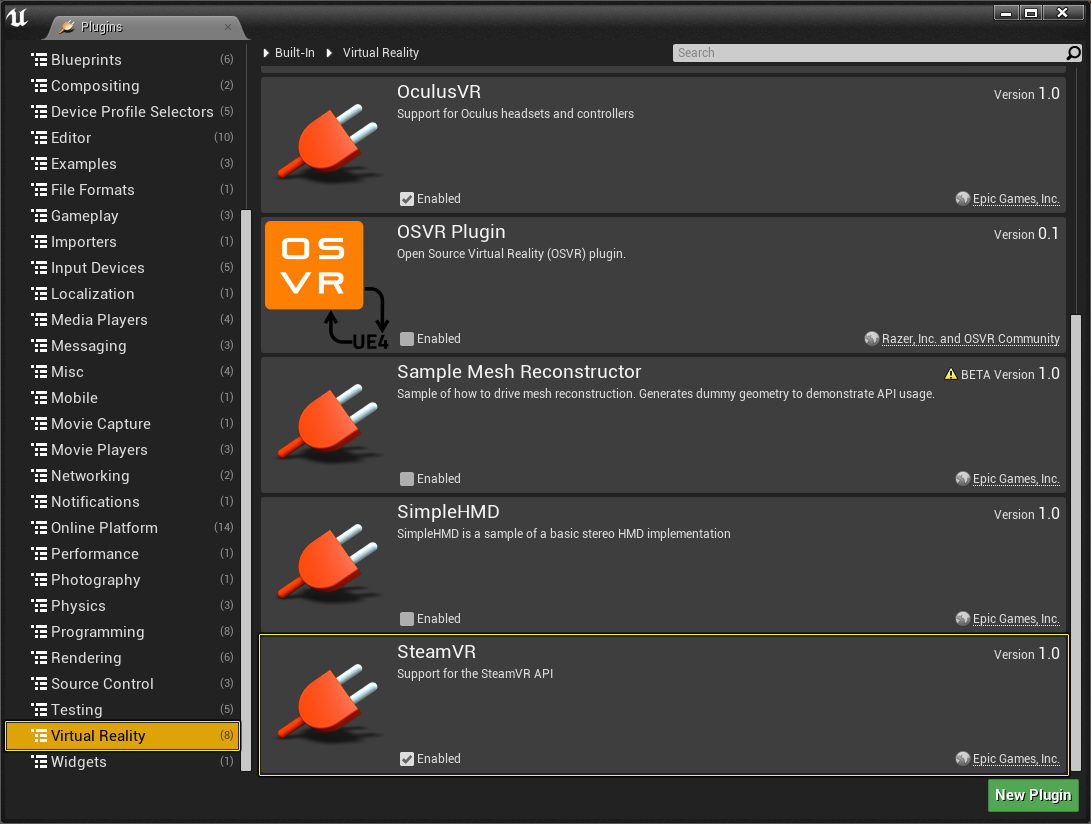 Plugins
Blueprints (6)
Compositing (2)
Device Profile Selectors (5)
Editor (10)
Examples (3)
File Formats (1)
Gameplay (3)
Importers (1)
Input Devices (5)
Localization (1)
Media Players (4)
Messaging (3)
Misc (4)
Mobile (1)
Movie Capture (1)
Movie Players (3)
Networking (2)
Notifications (1)
Online Platform (14)
Performance (1)
Photography (1)
Physics (3)
Programming (8)
Rendering (6)
Source Control (3)
Testing (5)
Virtual Reality (8)
Widgets (1)
Built-In Virtual Reality
Search
OculusVR Version 1.0
Support for Oculus headsets and controllers
Enabled Epic Games, Inc.
OS
VR
UE4
OSVR Plugin Version 0.1
Open Source Virtual Reality (OSVR) plugin.
Enabled Razer, Inc. and OSVR Community
Sample Mesh Reconstructor BETA Version 1.0
Sample of how to drive mesh reconstruction. Generates dummy geometry to demonstrate API usage.
Enabled Epic Games, Inc.
SimpleHMD Version 1.0
SimpleHMD is a sample of a basic stereo HMD implementation
Enabled Epic Games, Inc.
SteamVR Version 1.0
Support for the SteamVR API
Enabled Epic Games, Inc.
New Plugin